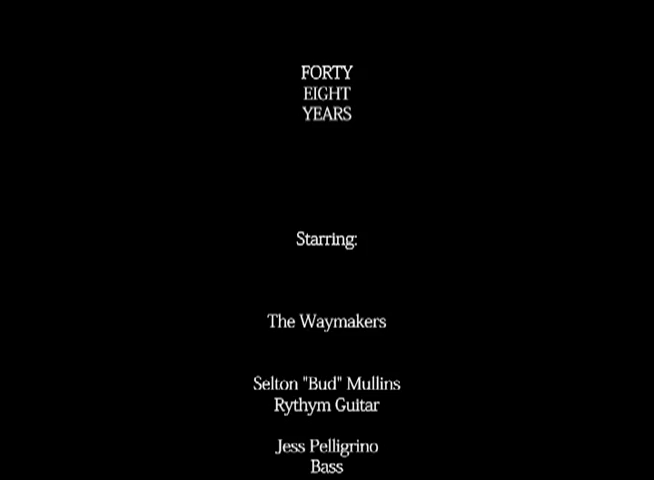 FORTY
EIGHT
YEARS
Starring:
The Waymakers
Selton "Bud" Mullins
Rythym Guitar
Jess Pelligrino
Bass